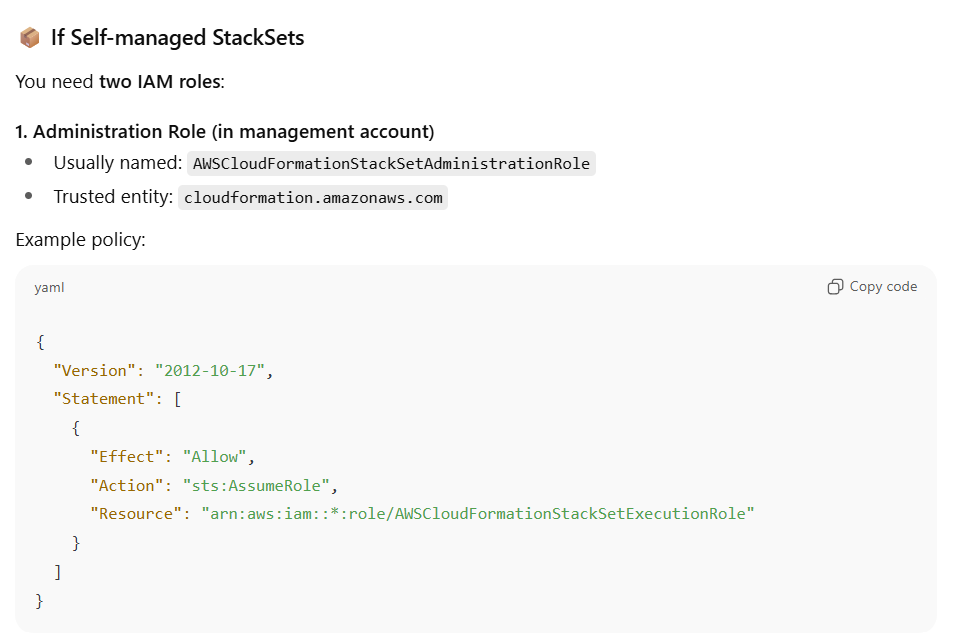 📦 If Self-managed StackSets
You need two IAM roles:
1. Administration Role (in management account)
• Usually named: AWSCloudFormationStackSetAdministrationRole
• Trusted entity: cloudformation.amazonaws.com
Example policy:
yaml
Copy code
{
  "Version": "2012-10-17",
  "Statement": [
    {
      "Effect": "Allow",
      "Action": "sts:AssumeRole",
      "Resource": "arn:aws:iam::*:role/AWSCloudFormationStackSetExecutionRole"
    }
  ]
}